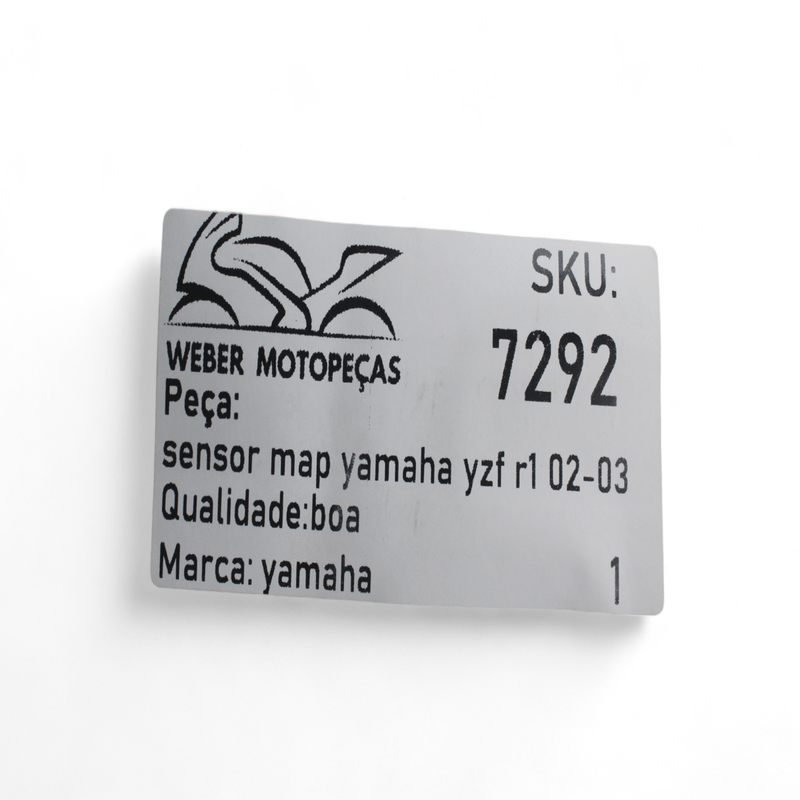 WEBER MOTOPEÇAS
SKU:
7292
Peça:
sensor map yamaha yzf r1 02-03
Qualidade:boa
Marca: yamaha
1